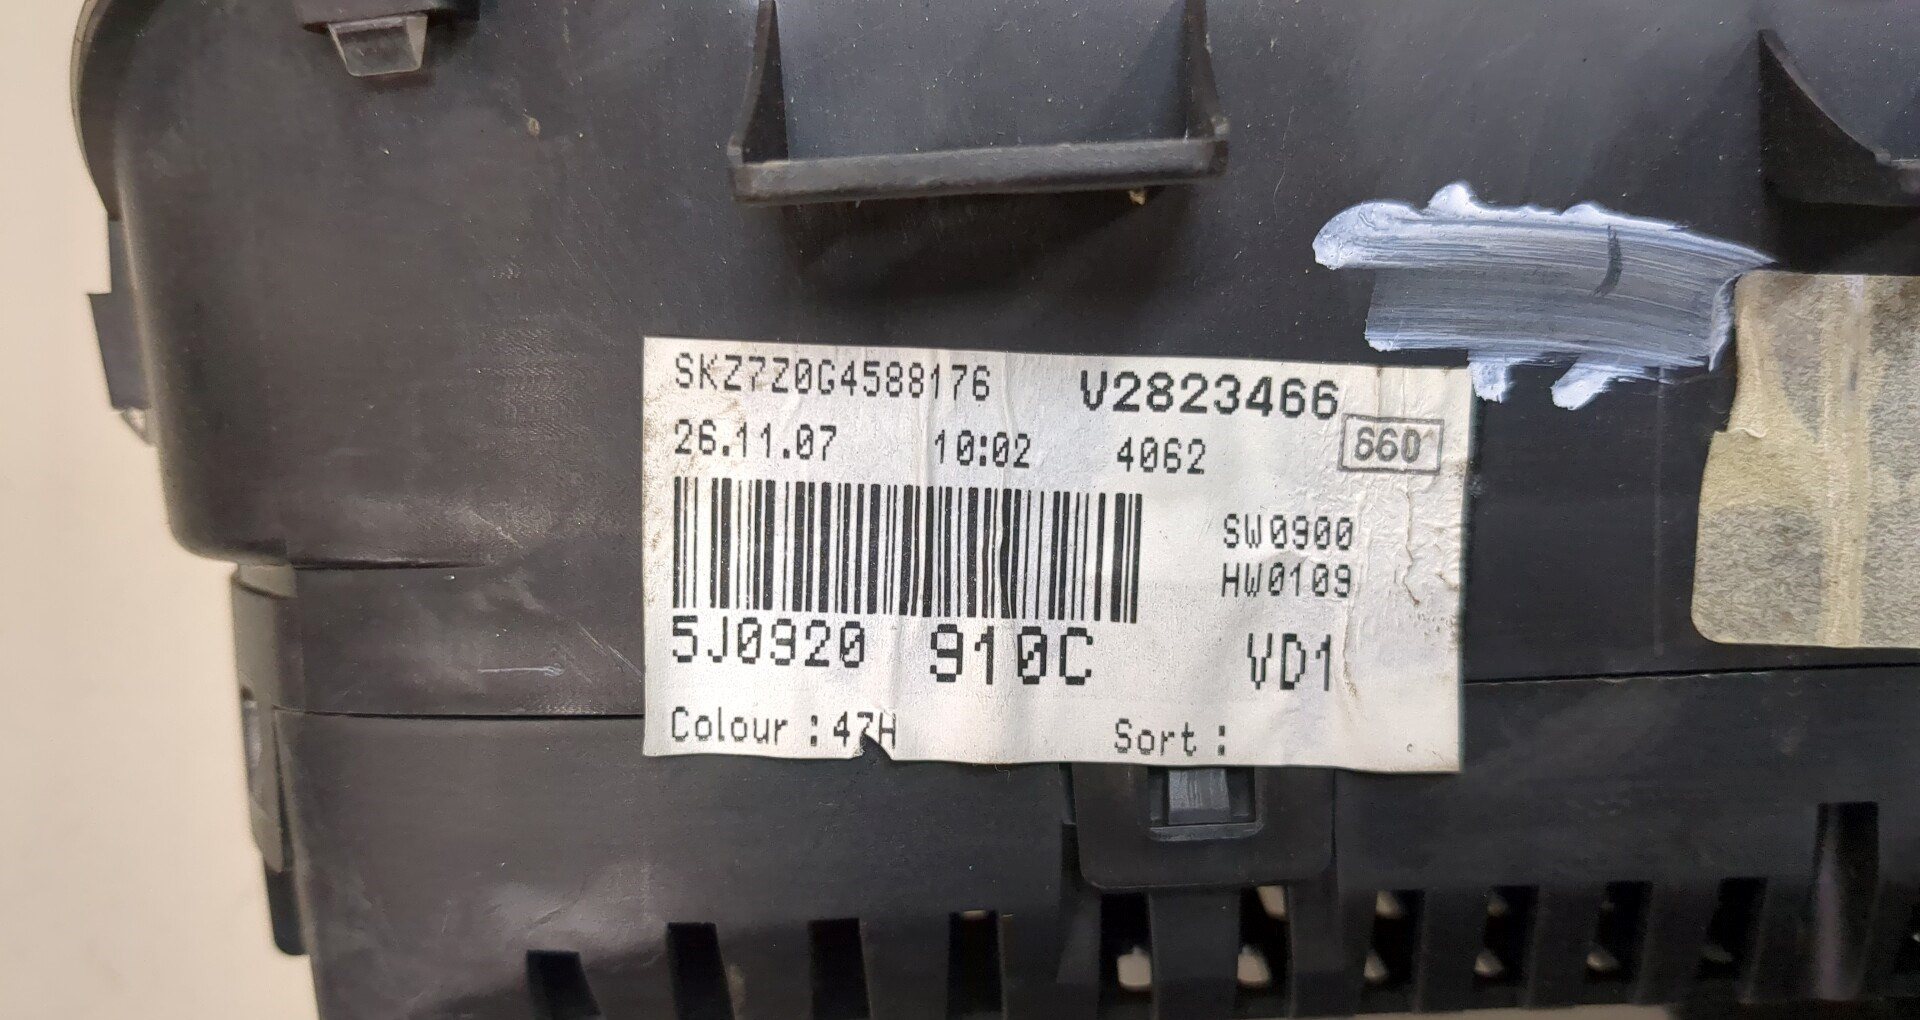 SKZ7Z0G4588176 V2823466
26.11.07 10:02 4062 660
SW0900
HW0109
5J0920 910C VD1
Colour : 47H Sort :